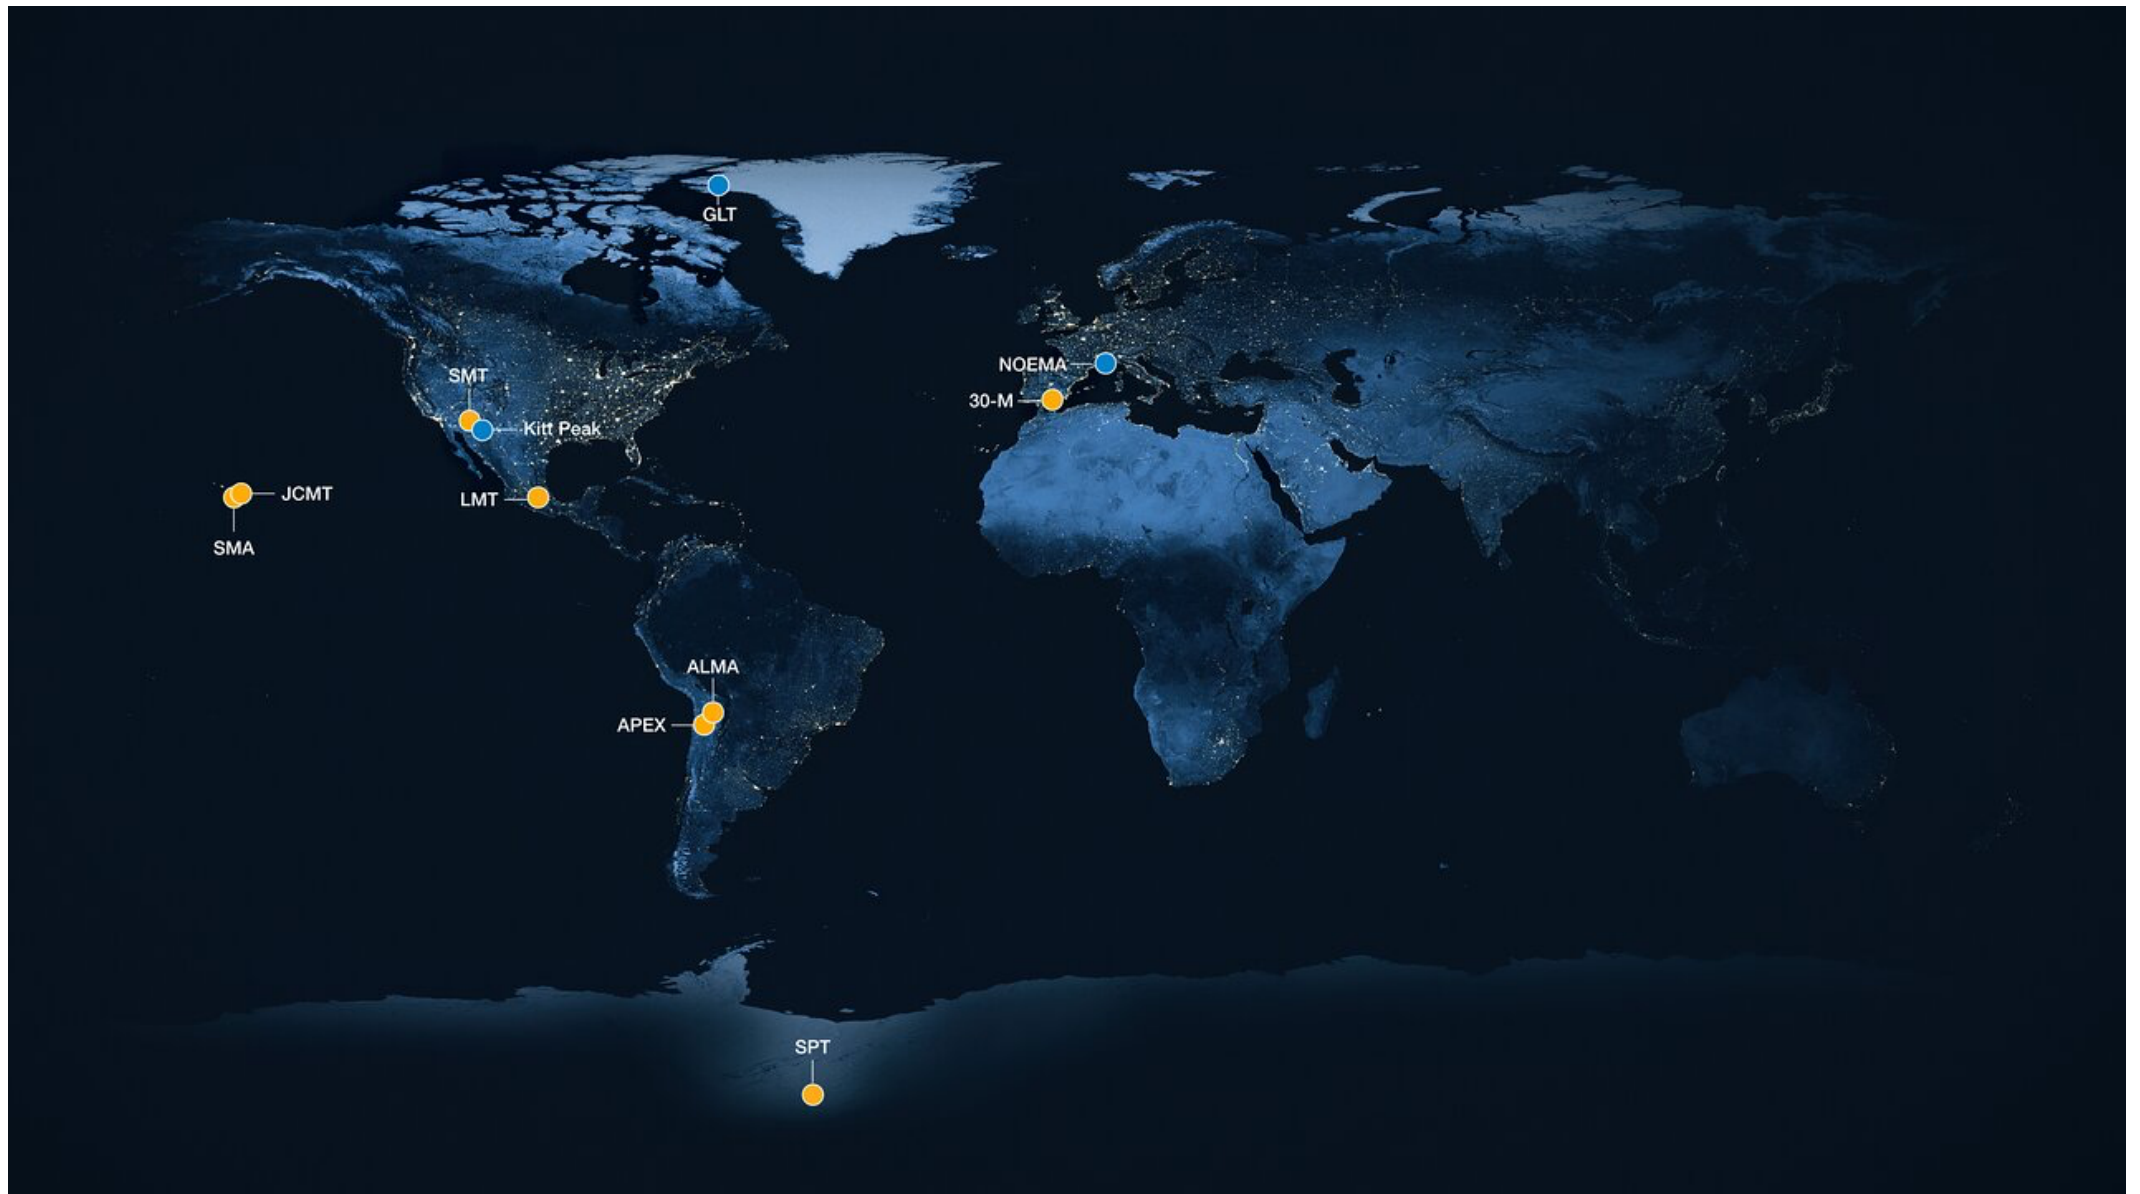 GLT
NOEMA
SMT
30-M
Kitt Peak
JCMT
LMT
SMA
ALMA
APEX
SPT